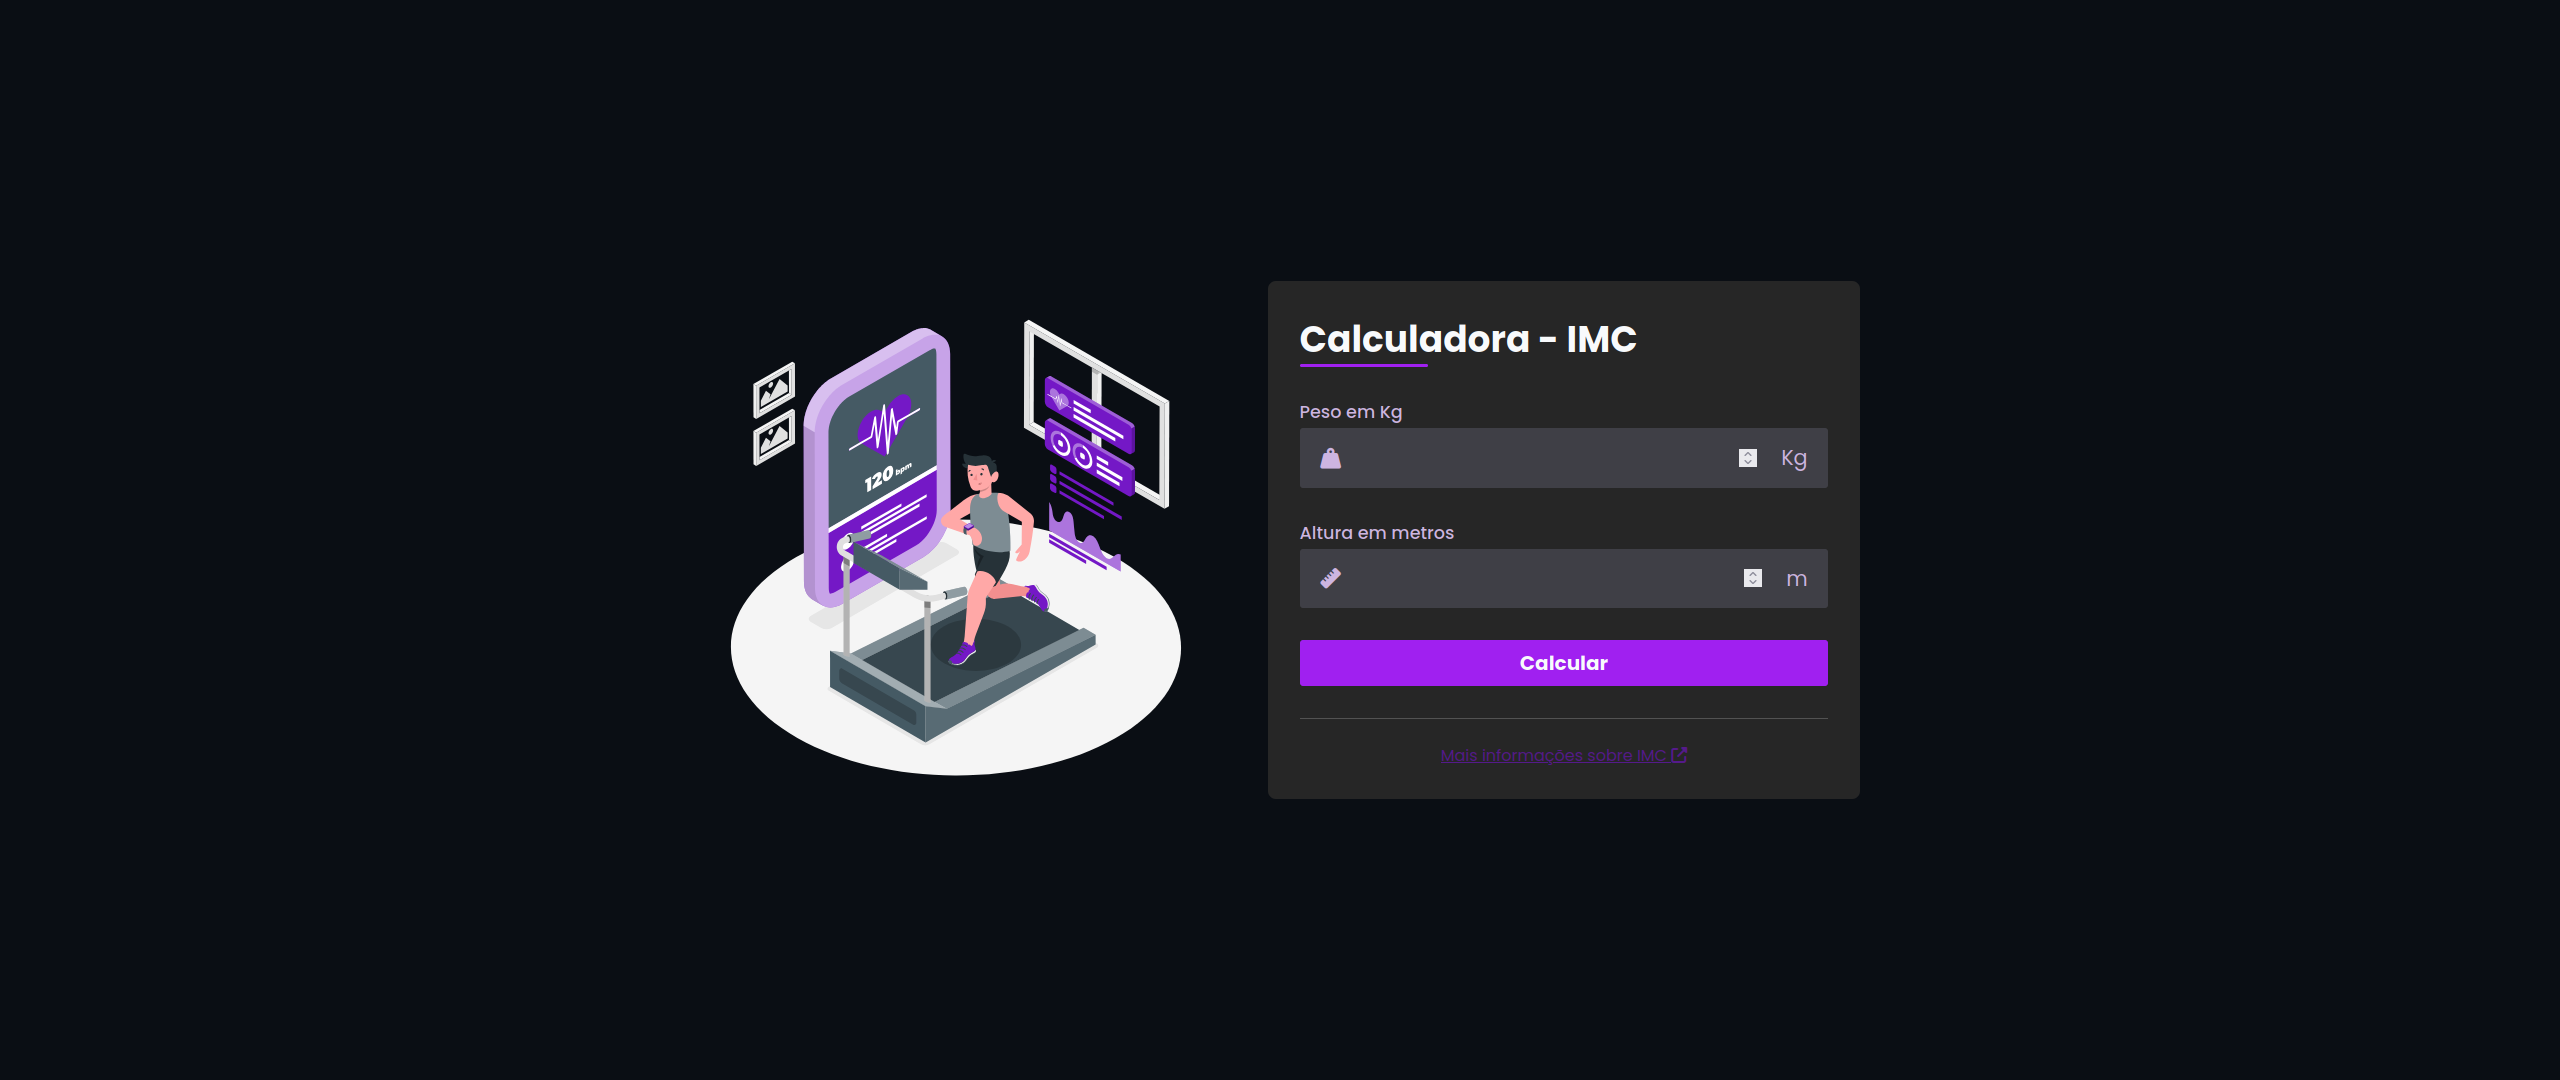 120 bpm
Calculadora - IMC
Peso em Kg
Kg
Altura em metros
m
Calcular
Mais informações sobre IMC